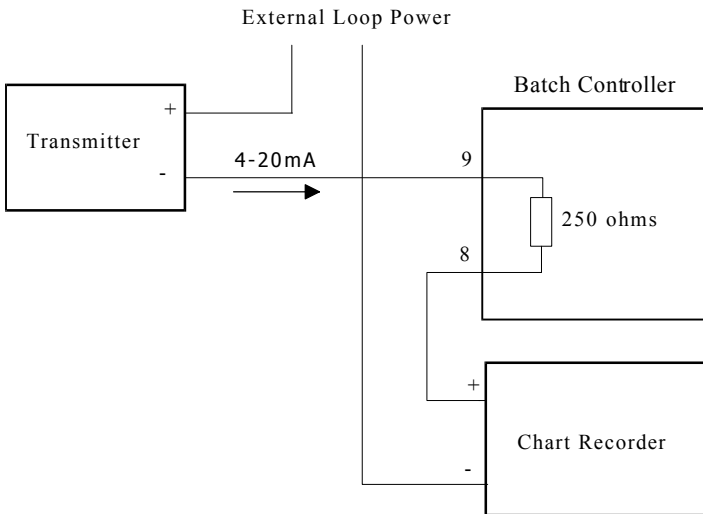 External Loop Power
Batch Controller
+
Transmitter
-
4-20mA
9
250 ohms
8
+
Chart Recorder
-